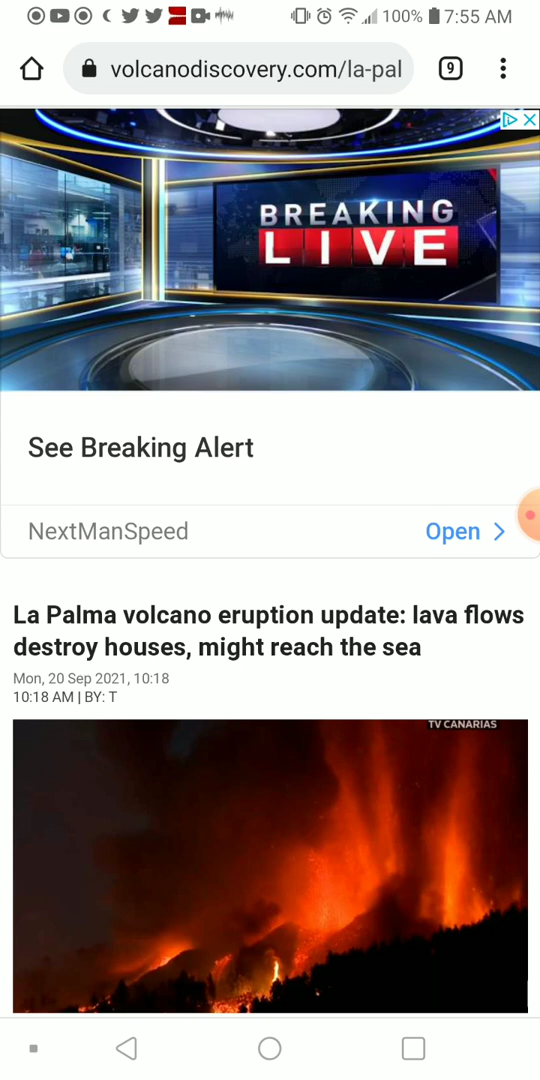 100% 7:55 AM
volcanodiscovery.com/la-pal
9
BREAKING
LIVE
See Breaking Alert
NextManSpeed
Open
La Palma volcano eruption update: lava flows
destroy houses, might reach the sea
Mon, 20 Sep 2021, 10:18
10:18 AM | BY: T
TV CANARIAS